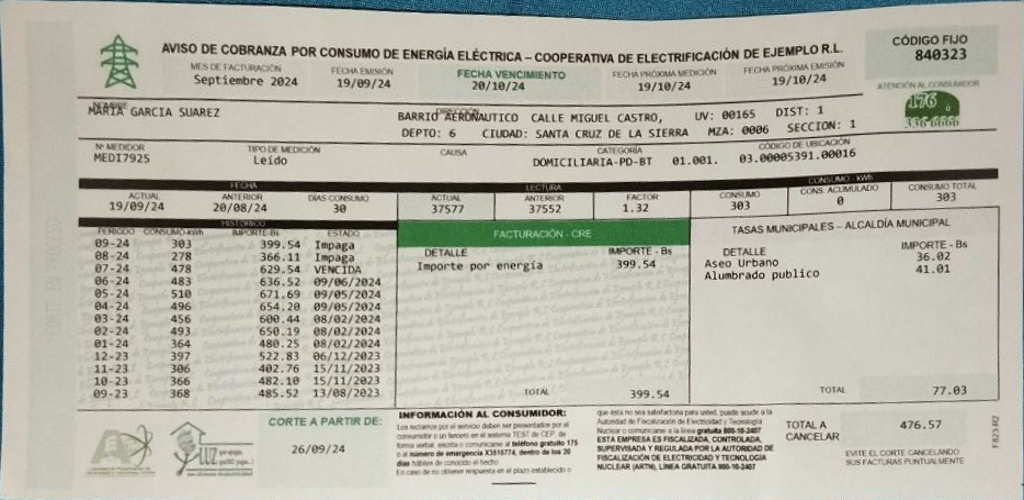 AVISO DE COBRANZA POR CONSUMO DE ENERGÍA ELÉCTRICA – COOPERATIVA DE ELECTRIFICACIÓN DE EJEMPLO R.L.
CÓDIGO FIJO
840323
MES DE FACTURACIÓN
Septiembre 2024
FECHA EMISIÓN
19/09/24
FECHA VENCIMIENTO
20/10/24
FECHA PRÓXIMA MEDICIÓN
19/10/24
FECHA PRÓXIMA EMISIÓN
19/10/24
ATENCIÓN AL CONSUMIDOR
176
336 6666
NOMBRE
MARIA GARCIA SUAREZ
DIRECCIÓN
BARRIO AERONAUTICO CALLE MIGUEL CASTRO, UV: 00165 DIST: 1
DEPTO: 6 CIUDAD: SANTA CRUZ DE LA SIERRA MZA: 0006 SECCION: 1
Nº MEDIDOR
MEDI7925
TIPO DE MEDICIÓN
Leído
CAUSA
CATEGORÍA
DOMICILIARIA-PD-BT 01.001.
CÓDIGO DE UBICACIÓN
03.00005391.00016
FECHA LECTURA CONSUMO - kWh
ACTUAL ANTERIOR DÍAS CONSUMO ACTUAL ANTERIOR FACTOR CONSUMO CONS. ACUMULADO CONSUMO TOTAL
19/09/24 20/08/24 30 37577 37552 1.32 303 0 303
HISTÓRICO
PERIODO CONSUMO-kWh IMPORTE-Bs ESTADO
09-24 303 399.54 Impaga
08-24 278 366.11 Impaga
07-24 478 629.54 VENCIDA
06-24 483 636.52 09/06/2024
05-24 510 671.69 09/05/2024
04-24 496 654.20 09/05/2024
03-24 456 600.44 08/02/2024
02-24 493 650.19 08/02/2024
01-24 364 480.25 08/02/2024
12-23 397 522.83 06/12/2023
11-23 306 402.76 15/11/2023
10-23 366 482.10 15/11/2023
09-23 368 485.52 13/08/2023
FACTURACIÓN - CRE
DETALLE IMPORTE - Bs
Importe por energía 399.54
TOTAL 399.54
TASAS MUNICIPALES – ALCALDÍA MUNICIPAL
DETALLE IMPORTE - Bs
Aseo Urbano 36.02
Alumbrado publico 41.01
TOTAL 77.03
CORTE A PARTIR DE:
26/09/24
INFORMACIÓN AL CONSUMIDOR:
Los reclamos por el servicio deben ser presentados por el
consumidor o un tercero en el sistema TEST de CEP, de
forma verbal, escrita o comunicarse al teléfono gratuito 175
o al número de emergencia X3515774, dentro de los 20
días hábiles de conocido el hecho
En caso de no obtener respuesta en el plazo establecido o
que ésta no sea satisfactoria para usted, puede acudir a la
Autoridad de Fiscalización de Electricidad y Tecnología
Nuclear o comunicarse a la línea gratuita 800-10-2407
ESTA EMPRESA ES FISCALIZADA, CONTROLADA,
SUPERVISADA Y REGULADA POR LA AUTORIDAD DE
FISCALIZACIÓN DE ELECTRICIDAD Y TECNOLOGÍA
NUCLEAR (AETN), LÍNEA GRATUITA 800-10-2407
TOTAL A
CANCELAR
476.57
EVITE EL CORTE CANCELANDO
SUS FACTURAS PUNTUALMENTE